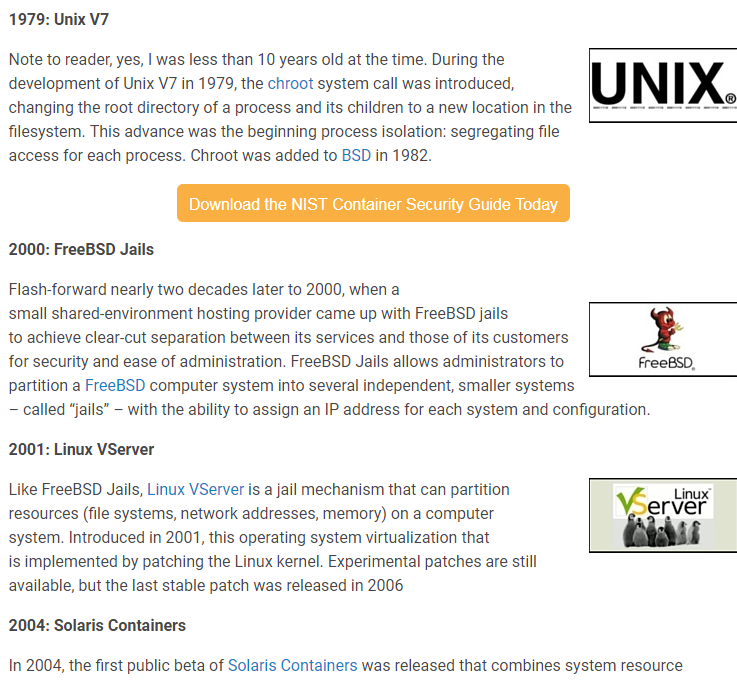 1979: Unix V7
Note to reader, yes, I was less than 10 years old at the time. During the
development of Unix V7 in 1979, the chroot system call was introduced,
changing the root directory of a process and its children to a new location in the
filesystem. This advance was the beginning process isolation: segregating file
access for each process. Chroot was added to BSD in 1982.
UNIX®
Download the NIST Container Security Guide Today
2000: FreeBSD Jails
Flash-forward nearly two decades later to 2000, when a
small shared-environment hosting provider came up with FreeBSD jails
to achieve clear-cut separation between its services and those of its customers
for security and ease of administration. FreeBSD Jails allows administrators to
partition a FreeBSD computer system into several independent, smaller systems
– called “jails” – with the ability to assign an IP address for each system and configuration.
FreeBSD®
2001: Linux VServer
Like FreeBSD Jails, Linux VServer is a jail mechanism that can partition
resources (file systems, network addresses, memory) on a computer
system. Introduced in 2001, this operating system virtualization that
is implemented by patching the Linux kernel. Experimental patches are still
available, but the last stable patch was released in 2006
Linux™
VServer
2004: Solaris Containers
In 2004, the first public beta of Solaris Containers was released that combines system resource